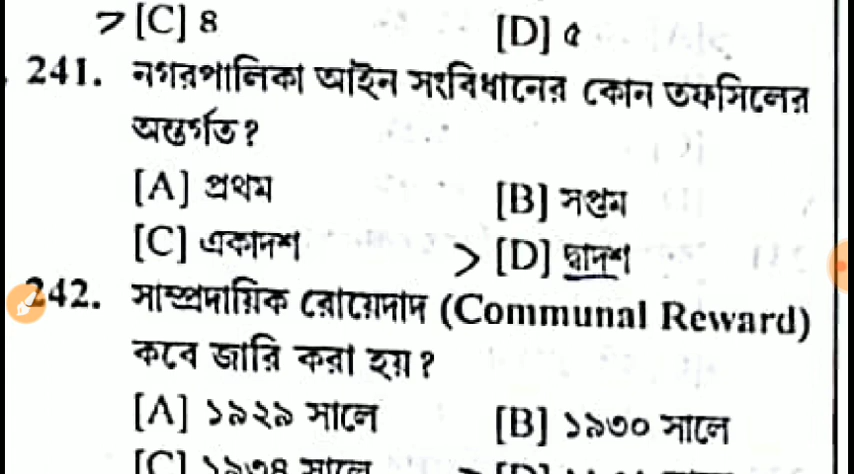 > [C] ৪ [D] ৫
241. নগরপালিকা আইন সংবিধানের কোন তফসিলের
অন্তর্গত?
[A] প্রথম [B] সপ্তম
[C] একাদশ > [D] দ্বাদশ
242. সাম্প্রদায়িক রোয়েদাদ (Communal Reward)
কবে জারি করা হয়?
[A] ১৯২৯ সালে [B] ১৯৩০ সালে
[C] ১৯৩৪ সালে [D]